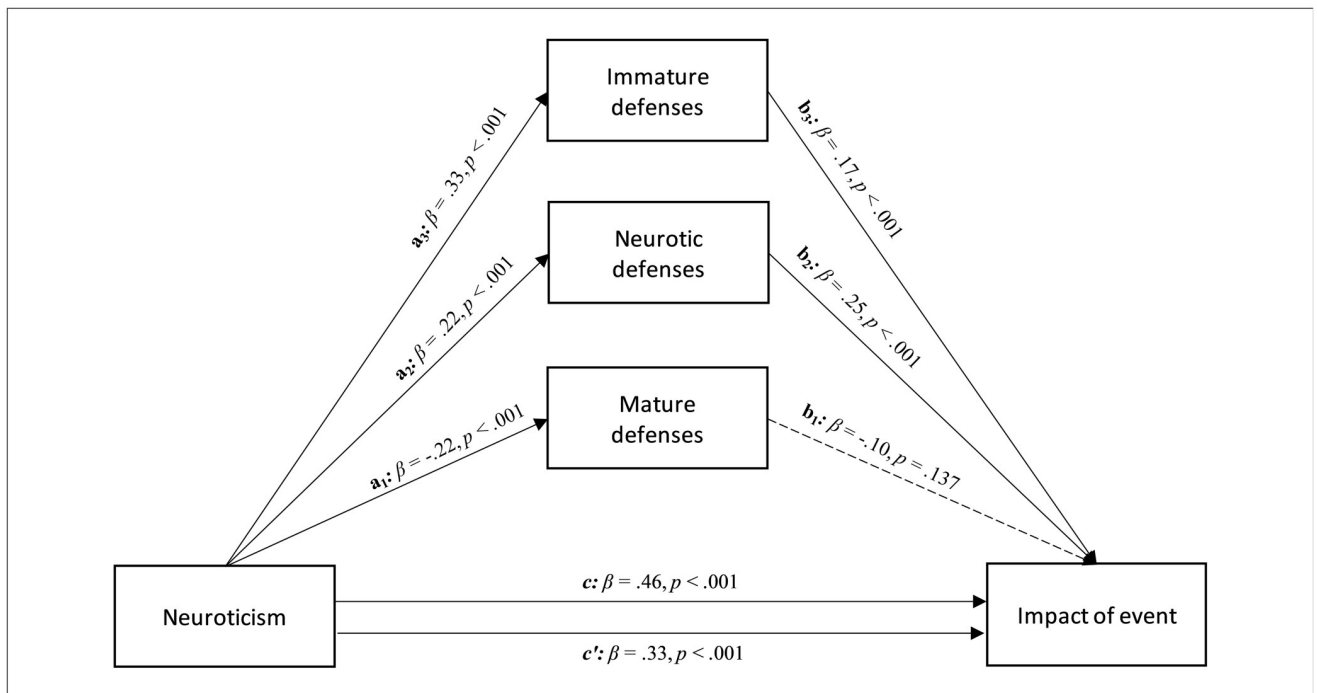 Immature
defenses
a₃: β = .33, p < .001
b₃: β = .17, p < .001
Neurotic
defenses
a₂: β = .22, p < .001
b₂: β = .25, p < .001
Mature
defenses
a₁: β = -.22, p < .001
b₁: β = -.10, p = .137
Neuroticism
c: β = .46, p < .001
c': β = .33, p < .001
Impact of event